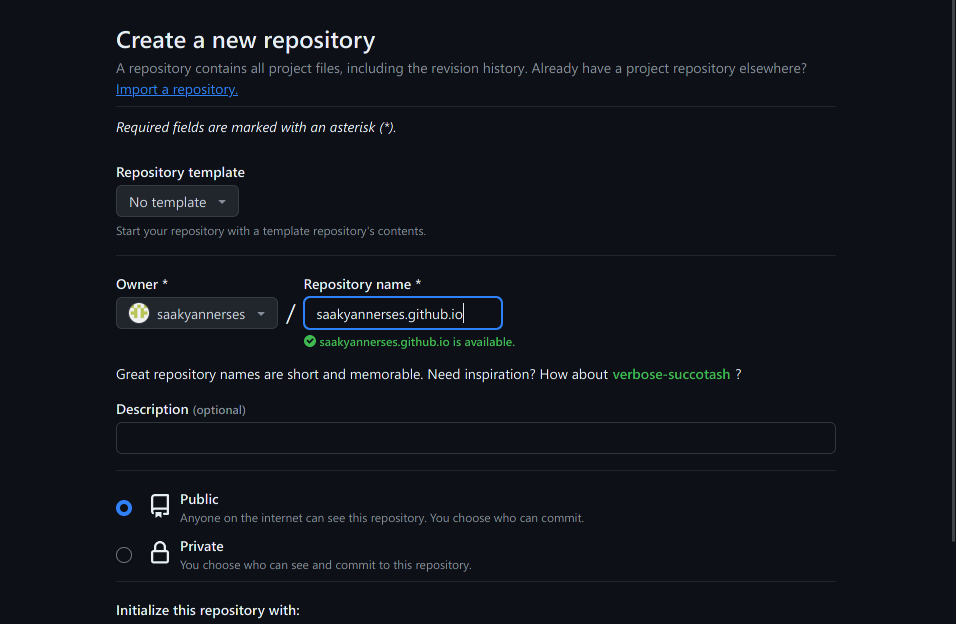 Create a new repository
A repository contains all project files, including the revision history. Already have a project repository elsewhere?
Import a repository.
Required fields are marked with an asterisk (*).
Repository template
No template
Start your repository with a template repository's contents.
Owner *
Repository name *
saakyannerses
/
saakyannerses.github.io
saakyannerses.github.io is available.
Great repository names are short and memorable. Need inspiration? How about verbose-succotash ?
Description (optional)
Public
Anyone on the internet can see this repository. You choose who can commit.
Private
You choose who can see and commit to this repository.
Initialize this repository with: